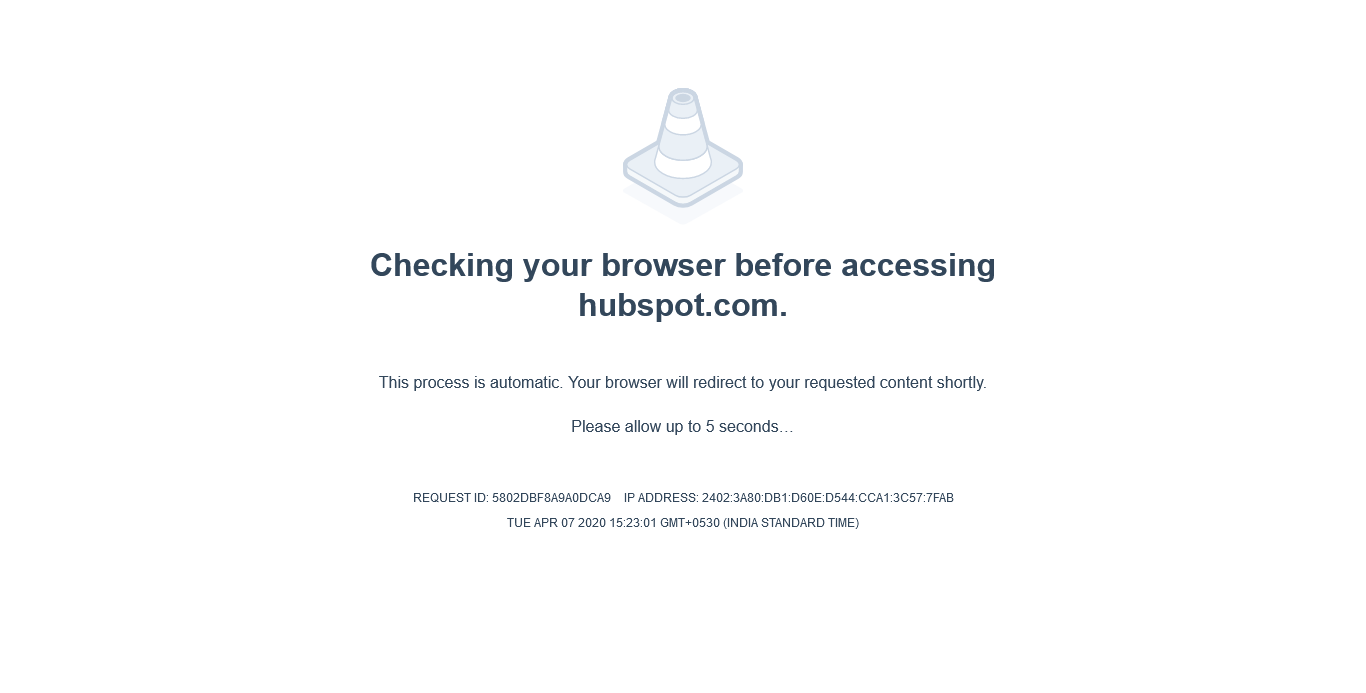 Checking your browser before accessing
hubspot.com.
This process is automatic. Your browser will redirect to your requested content shortly.
Please allow up to 5 seconds…
REQUEST ID: 5802DBF8A9A0DCA9 IP ADDRESS: 2402:3A80:DB1:D60E:D544:CCA1:3C57:7FAB
TUE APR 07 2020 15:23:01 GMT+0530 (INDIA STANDARD TIME)